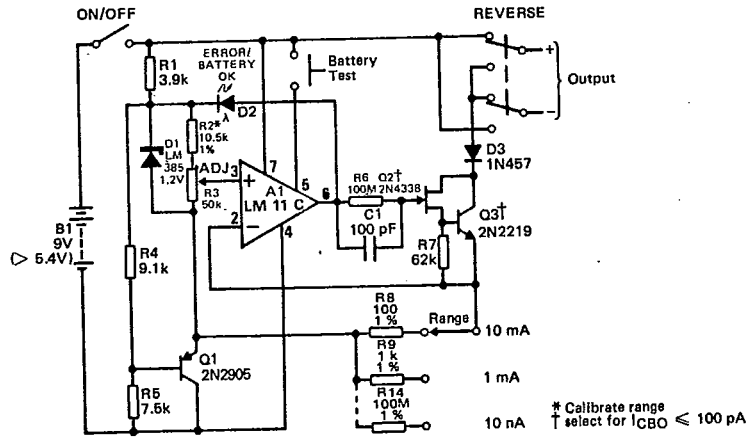 ON/OFF
REVERSE
ERROR/
BATTERY
OK
Battery
Test
R1
3.9k
+
Output
−
λ
D2
R2*
10.5k
1%
D1
LM
385
1.2V
ADJ
3
+
7
A1
LM 11 C
5
6
2
−
4
R3
50k
R6
100M
Q2†
2N4338
C1
100 pF
D3
1N457
Q3†
2N2219
R7
62k
B1
9V
(> 5.4V)
R4
9.1k
R8
100
1%
Range
10 mA
R9
1 k
1%
1 mA
R14
100M
1%
10 nA
Q1
2N2905
R5
7.5k
* Calibrate range
† select for ICBO ⩽ 100 pA